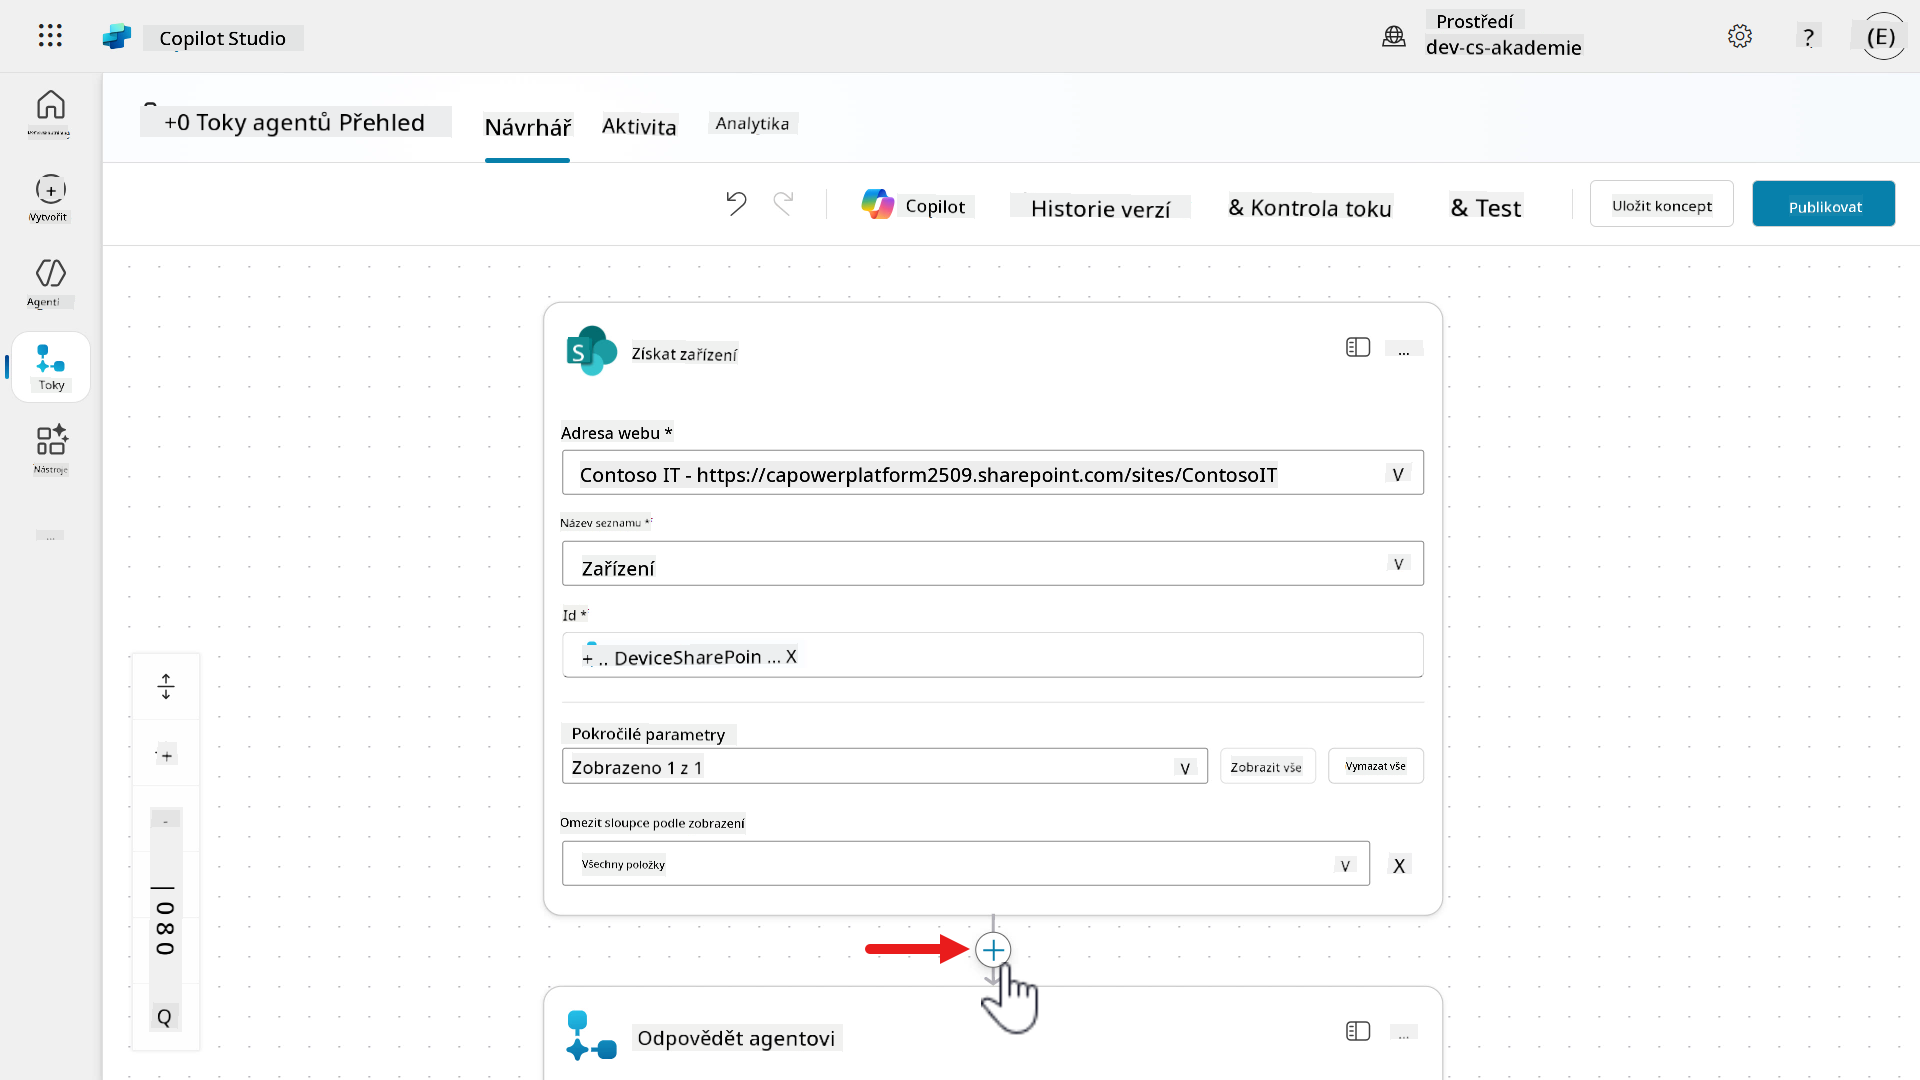 Copilot Studio
Prostředí
dev-cs-akademie
?
(E)
+0 Toky agentů Přehled
Návrhář
Aktivita
Analytika
Copilot
Historie verzí
& Kontrola toku
& Test
Uložit koncept
Publikovat
Vytvořit
Agenti
Toky
Nástroje
...
Získat zařízení
...
Adresa webu *
Contoso IT - https://capowerplatform2509.sharepoint.com/sites/ContosoIT
V
Název seznamu *
Zařízení
V
Id *
+ .. DeviceSharePoin ... X
Pokročilé parametry
Zobrazeno 1 z 1
V
Zobrazit vše
Vymazat vše
Omezit sloupce podle zobrazení
Všechny položky
V
X
+
-
| 080
Q
Odpovědět agentovi
...